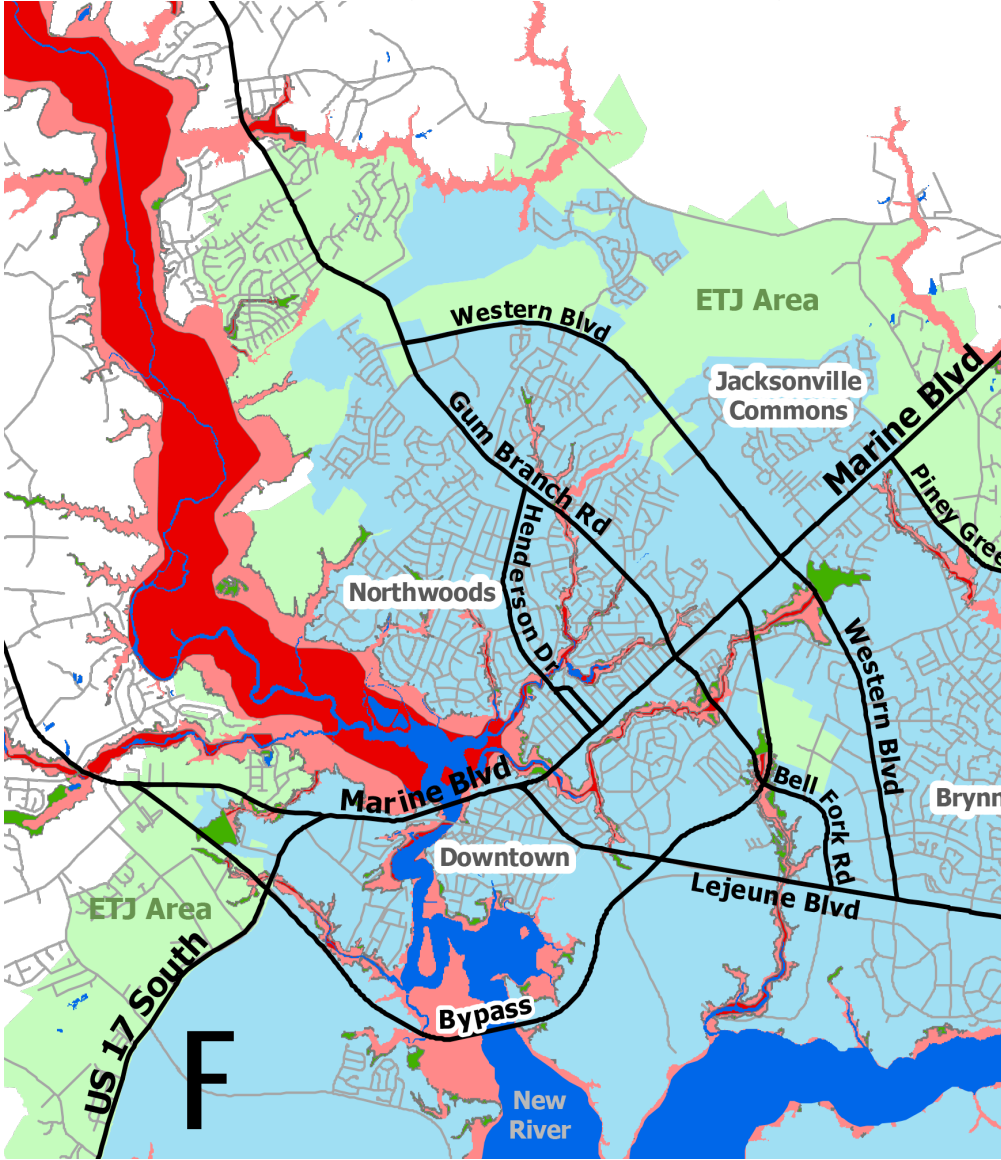 Western Blvd
ETJ Area
Jacksonville
Commons
Marine Blvd
Gum Branch Rd
Piney Gree
Henderson Dr
Northwoods
Western Blvd
Marine Blvd
Bell Fork Rd
Brynn
Downtown
Lejeune Blvd
ETJ Area
US 17 South
Bypass
F
New
River